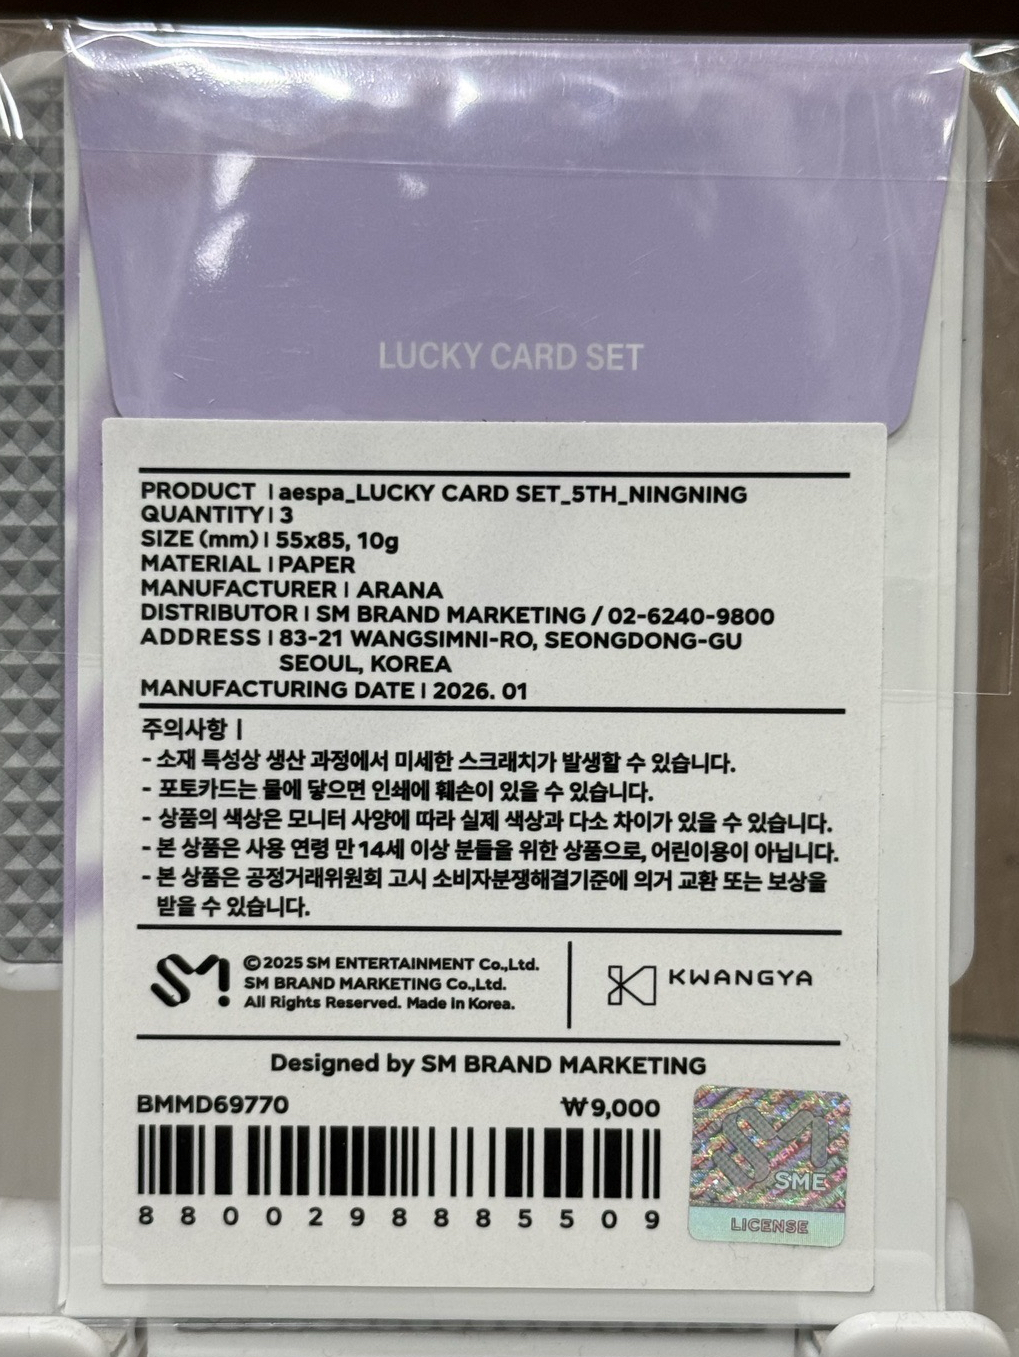 LUCKY CARD SET
PRODUCT | aespa_LUCKY CARD SET_5TH_NINGNING
QUANTITY | 3
SIZE (mm) | 55x85, 10g
MATERIAL | PAPER
MANUFACTURER | ARANA
DISTRIBUTOR | SM BRAND MARKETING / 02-6240-9800
ADDRESS | 83-21 WANGSIMNI-RO, SEONGDONG-GU
SEOUL, KOREA
MANUFACTURING DATE | 2026. 01
주의사항 |
- 소재 특성상 생산 과정에서 미세한 스크래치가 발생할 수 있습니다.
- 포토카드는 물에 닿으면 인쇄에 훼손이 있을 수 있습니다.
- 상품의 색상은 모니터 사양에 따라 실제 색상과 다소 차이가 있을 수 있습니다.
- 본 상품은 사용 연령 만 14세 이상 분들을 위한 상품으로, 어린이용이 아닙니다.
- 본 상품은 공정거래위원회 고시 소비자분쟁해결기준에 의거 교환 또는 보상을
받을 수 있습니다.
SM
©2025 SM ENTERTAINMENT Co.,Ltd.
SM BRAND MARKETING Co.,Ltd.
All Rights Reserved. Made In Korea.
KWANGYA
Designed by SM BRAND MARKETING
BMMD69770
₩9,000
8800298885509
SM
SME
LICENSE